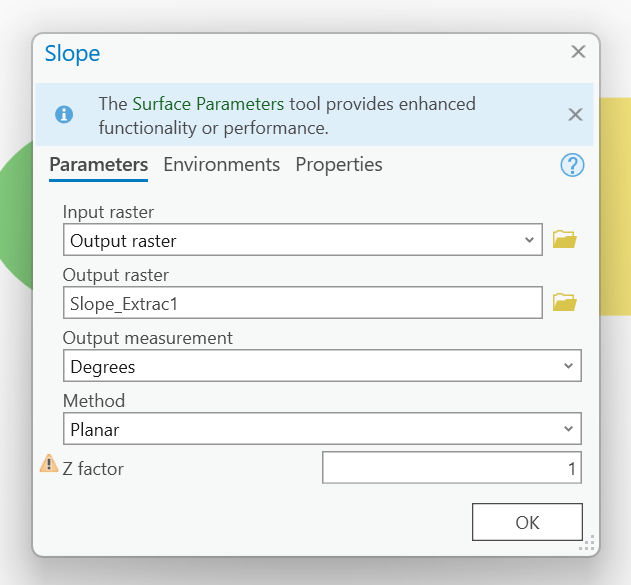 Slope
The Surface Parameters tool provides enhanced
functionality or performance.
Parameters Environments Properties
Input raster
Output raster
Output raster
Slope_Extrac1
Output measurement
Degrees
Method
Planar
Z factor 1
OK